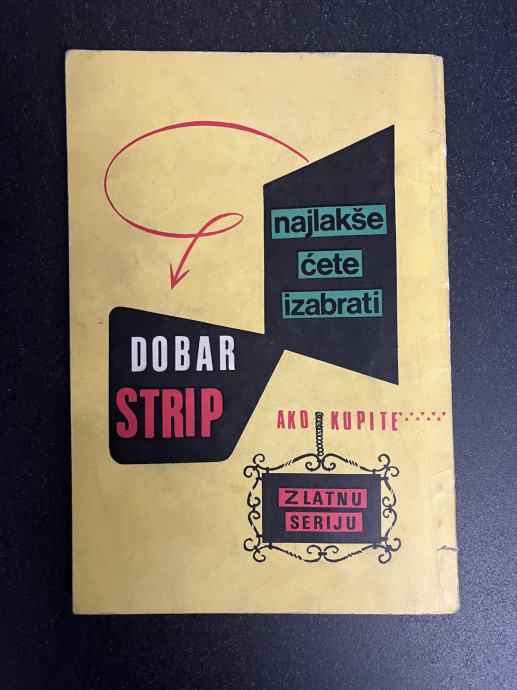 najlakše
ćete
izabrati
DOBAR
STRIP
AKO KUPITE
ZLATNU
SERIJU